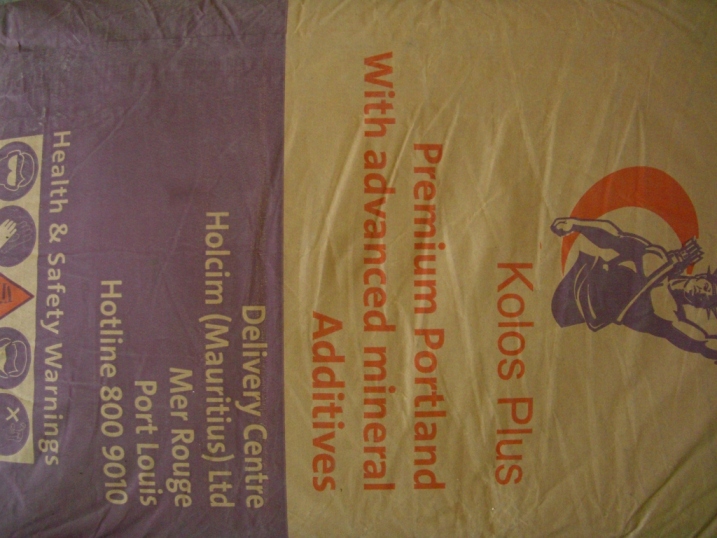 Kolos Plus
Premium Portland
With advanced mineral
Additives
Delivery Centre
Holcim (Mauritius) Ltd
Mer Rouge
Port Louis
Hotline 800 9010
Health & Safety Warnings